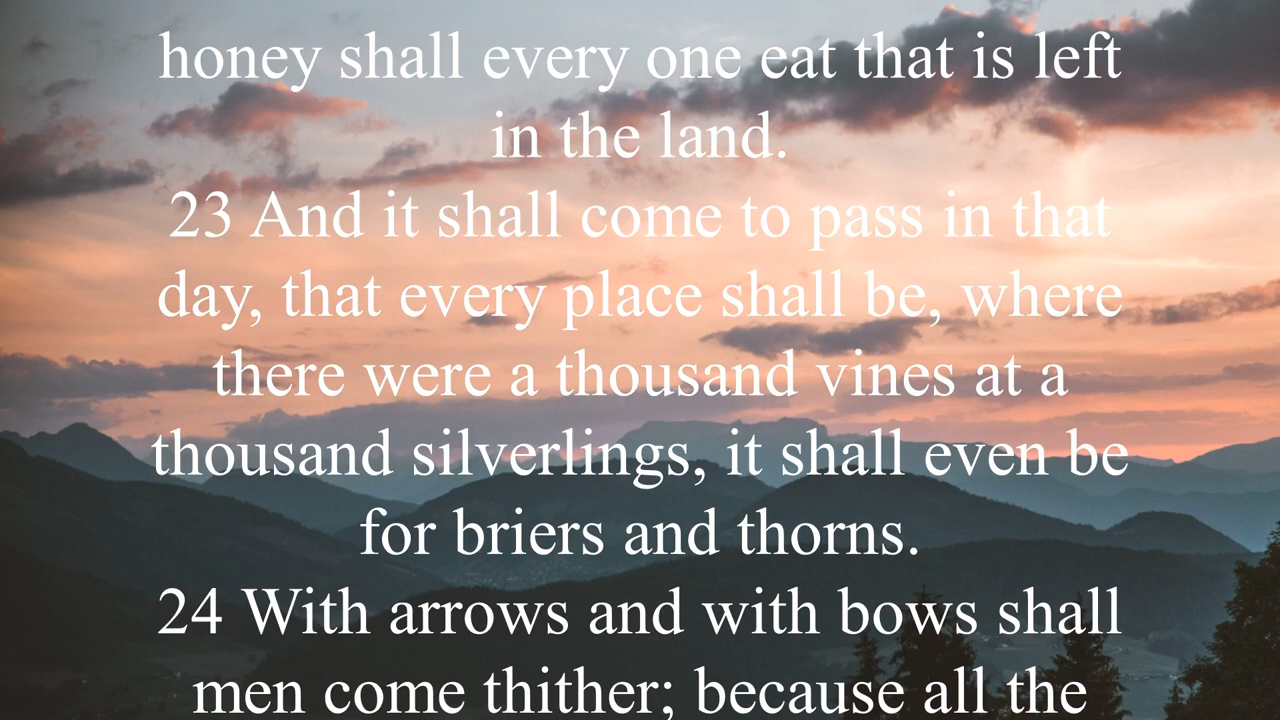 honey shall every one eat that is left
in the land.
23 And it shall come to pass in that
day, that every place shall be, where
there were a thousand vines at a
thousand silverlings, it shall even be
for briers and thorns.
24 With arrows and with bows shall
men come thither; because all the